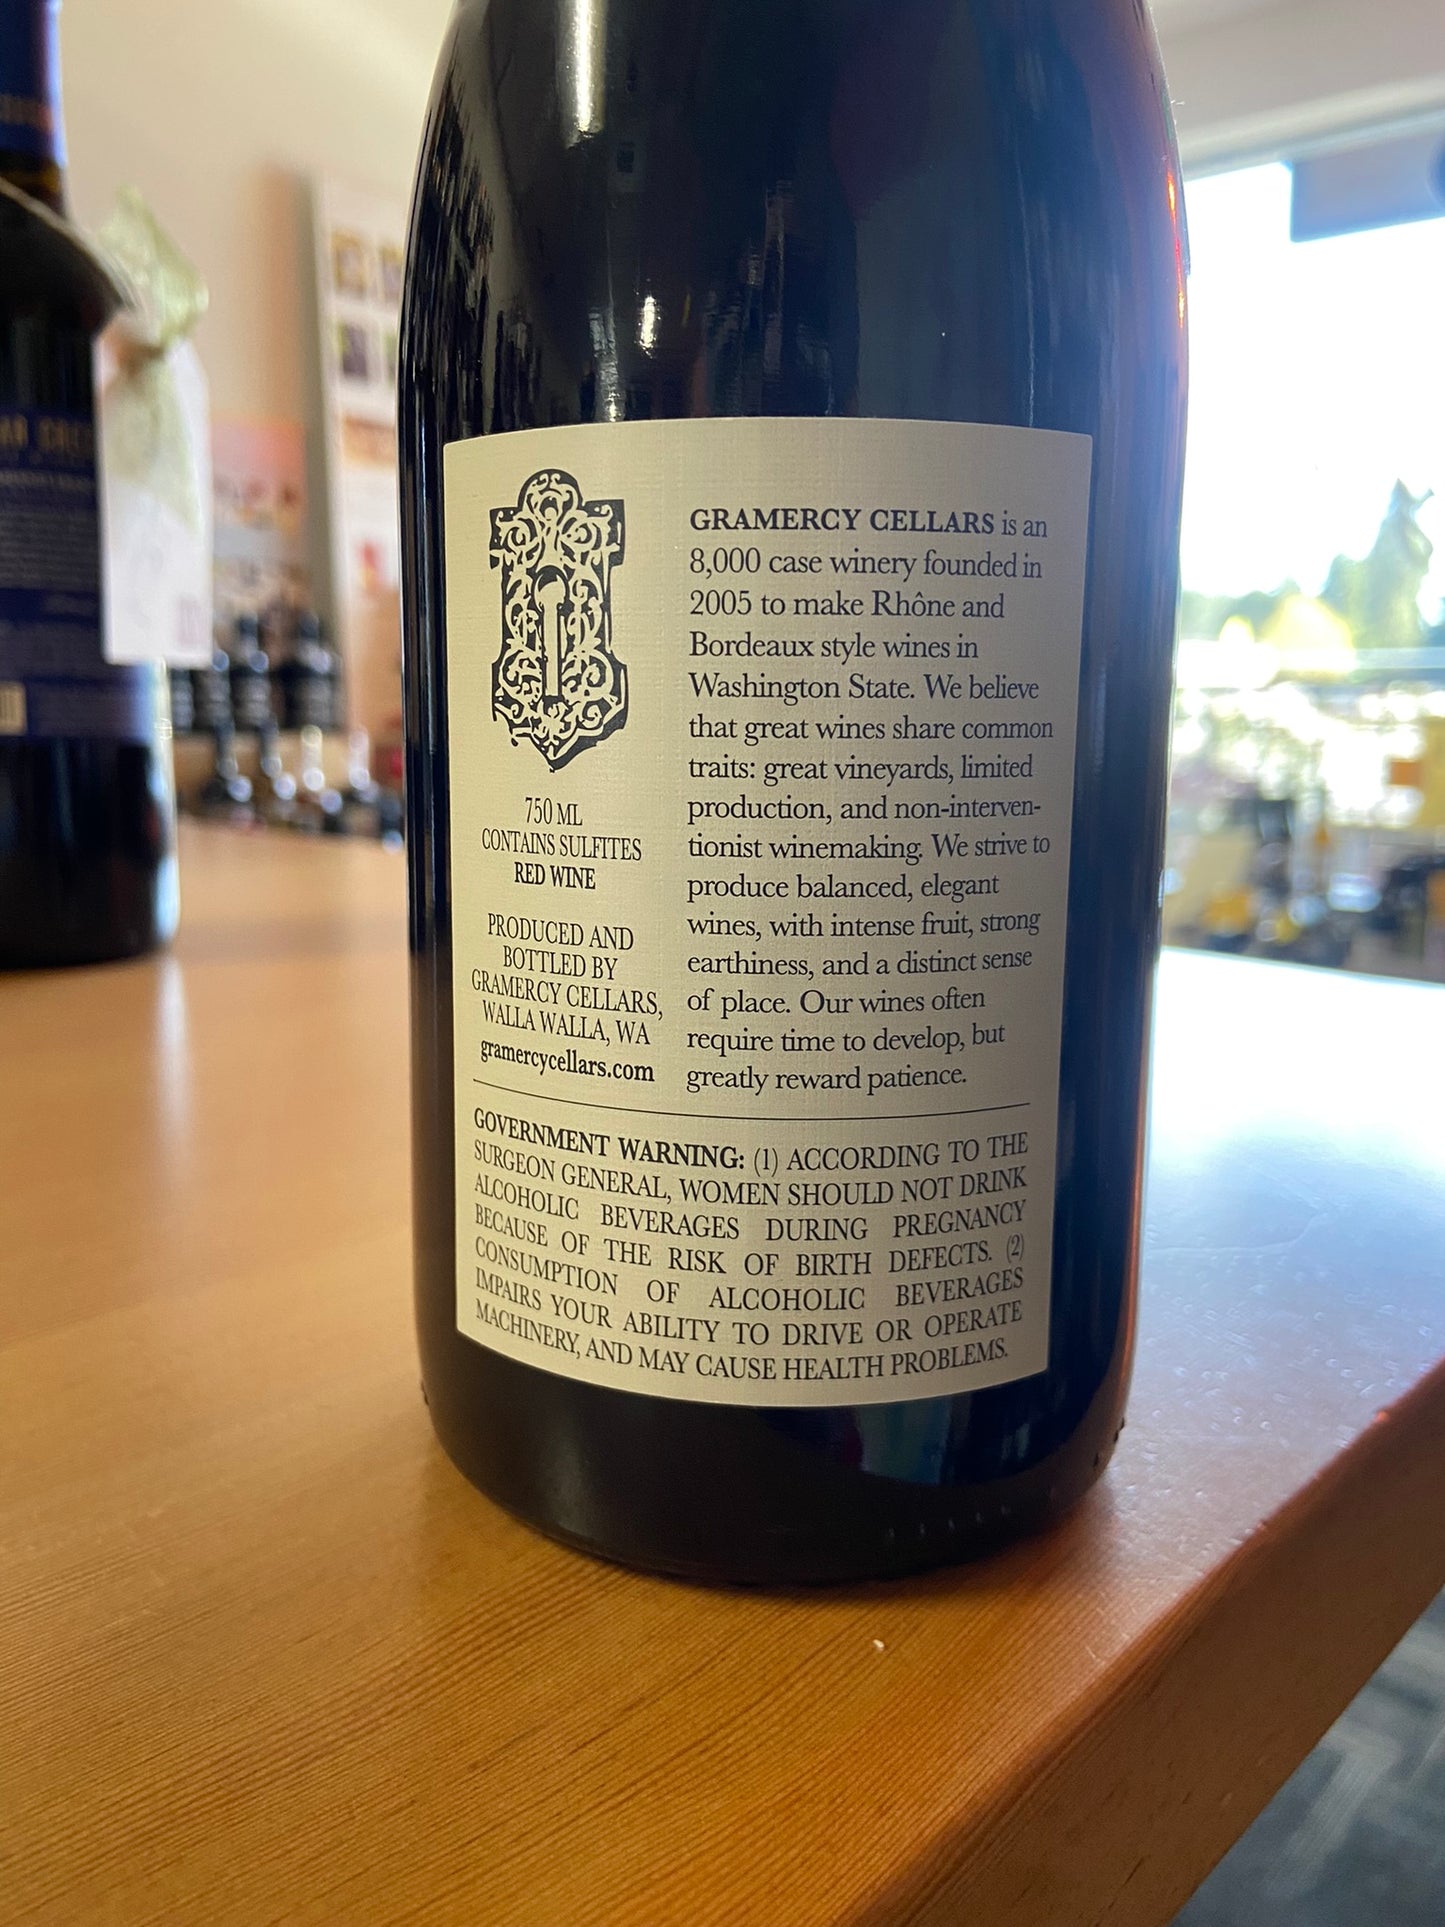 GRAMERCY CELLARS is an
8,000 case winery founded in
2005 to make Rhône and
Bordeaux style wines in
Washington State. We believe
that great wines share common
traits: great vineyards, limited
production, and non-interven-
tionist winemaking. We strive to
produce balanced, elegant
wines, with intense fruit, strong
earthiness, and a distinct sense
of place. Our wines often
require time to develop, but
greatly reward patience.
750 ML
CONTAINS SULFITES
RED WINE
PRODUCED AND
BOTTLED BY
GRAMERCY CELLARS,
WALLA WALLA, WA
gramercycellars.com
GOVERNMENT WARNING: (1) ACCORDING TO THE
SURGEON GENERAL, WOMEN SHOULD NOT DRINK
ALCOHOLIC BEVERAGES DURING PREGNANCY
BECAUSE OF THE RISK OF BIRTH DEFECTS. (2)
CONSUMPTION OF ALCOHOLIC BEVERAGES
IMPAIRS YOUR ABILITY TO DRIVE OR OPERATE
MACHINERY, AND MAY CAUSE HEALTH PROBLEMS.